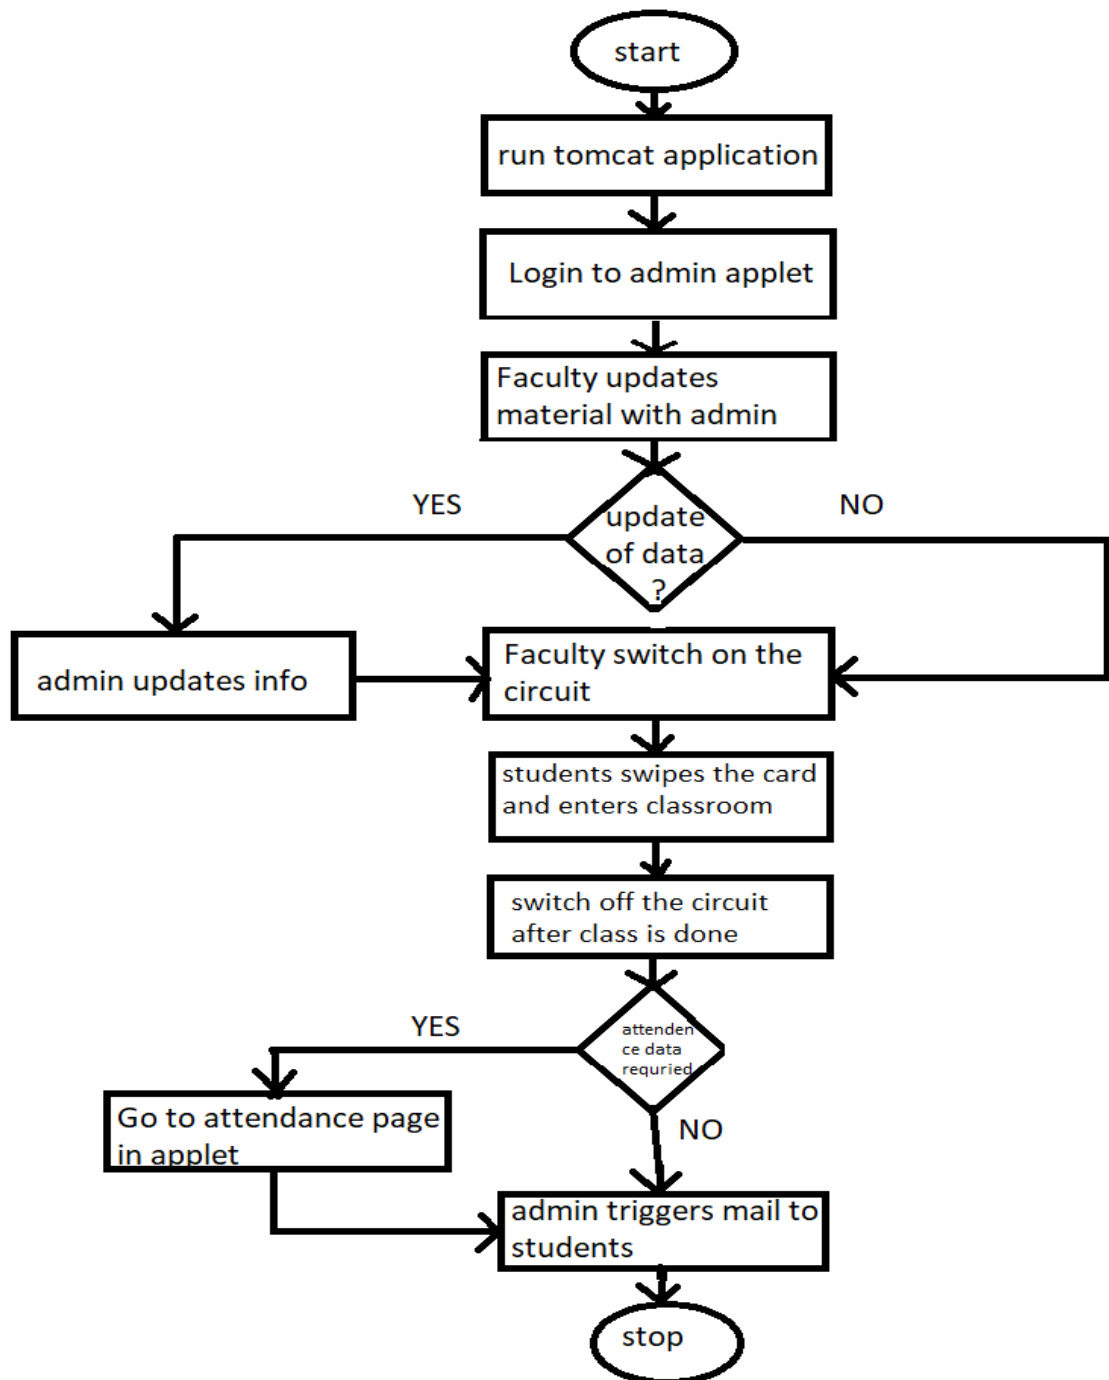 start
run tomcat application
Login to admin applet
Faculty updates
material with admin
YES
NO
update
of data
?
admin updates info
Faculty switch on the
circuit
students swipes the card
and enters classroom
switch off the circuit
after class is done
YES
attenden
ce data
requried
NO
Go to attendance page
in applet
admin triggers mail to
students
stop